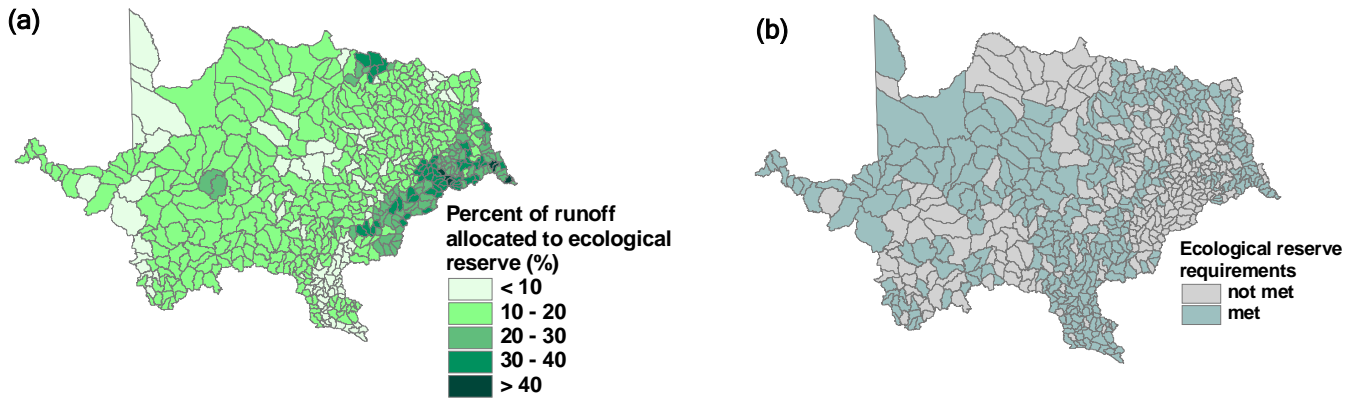 (a)
Percent of runoff
allocated to ecological
reserve (%)
< 10
10 - 20
20 - 30
30 - 40
> 40
(b)
Ecological reserve
requirements
not met
met